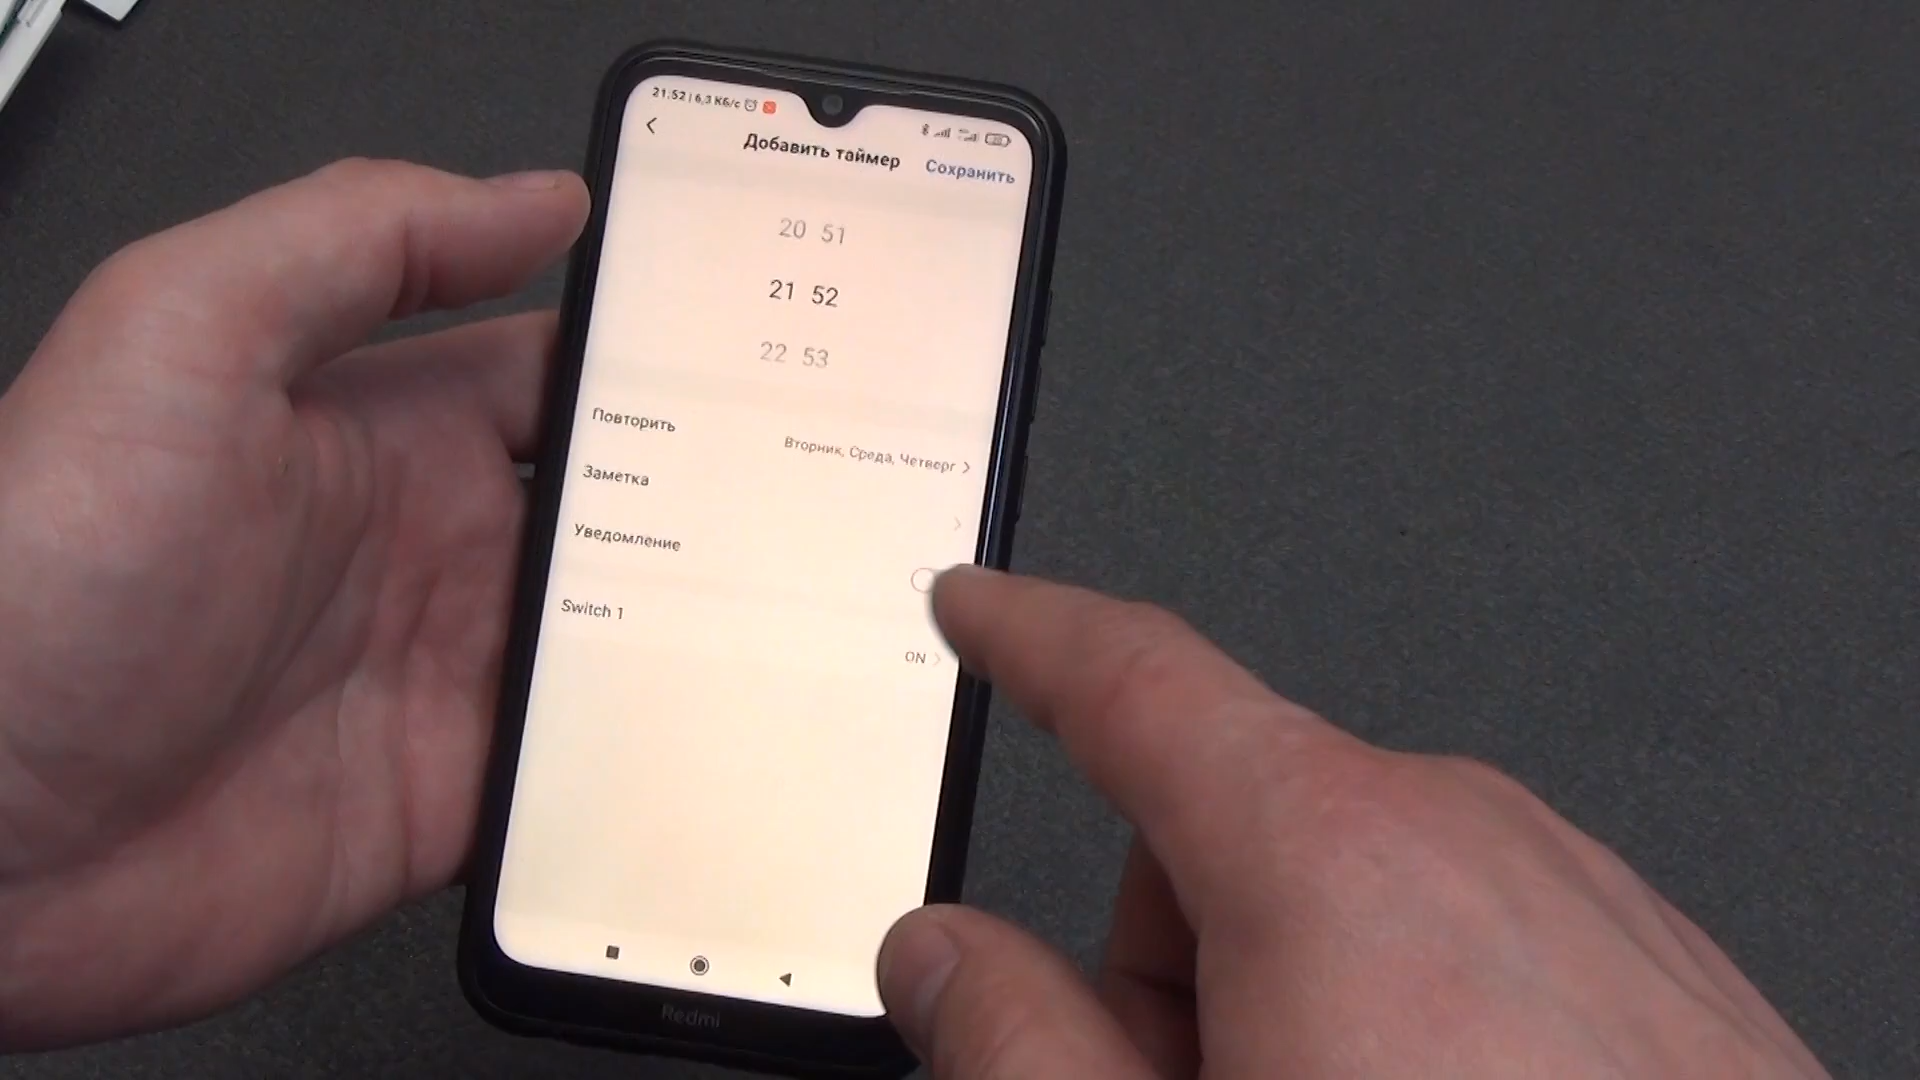 21:52 | 6,3 КБ/с
Добавить таймер
Сохранить
20 51
21 52
22 53
Повторить
Вторник, Среда, Четверг
Заметка
Уведомление
Switch 1
ON
Redmi